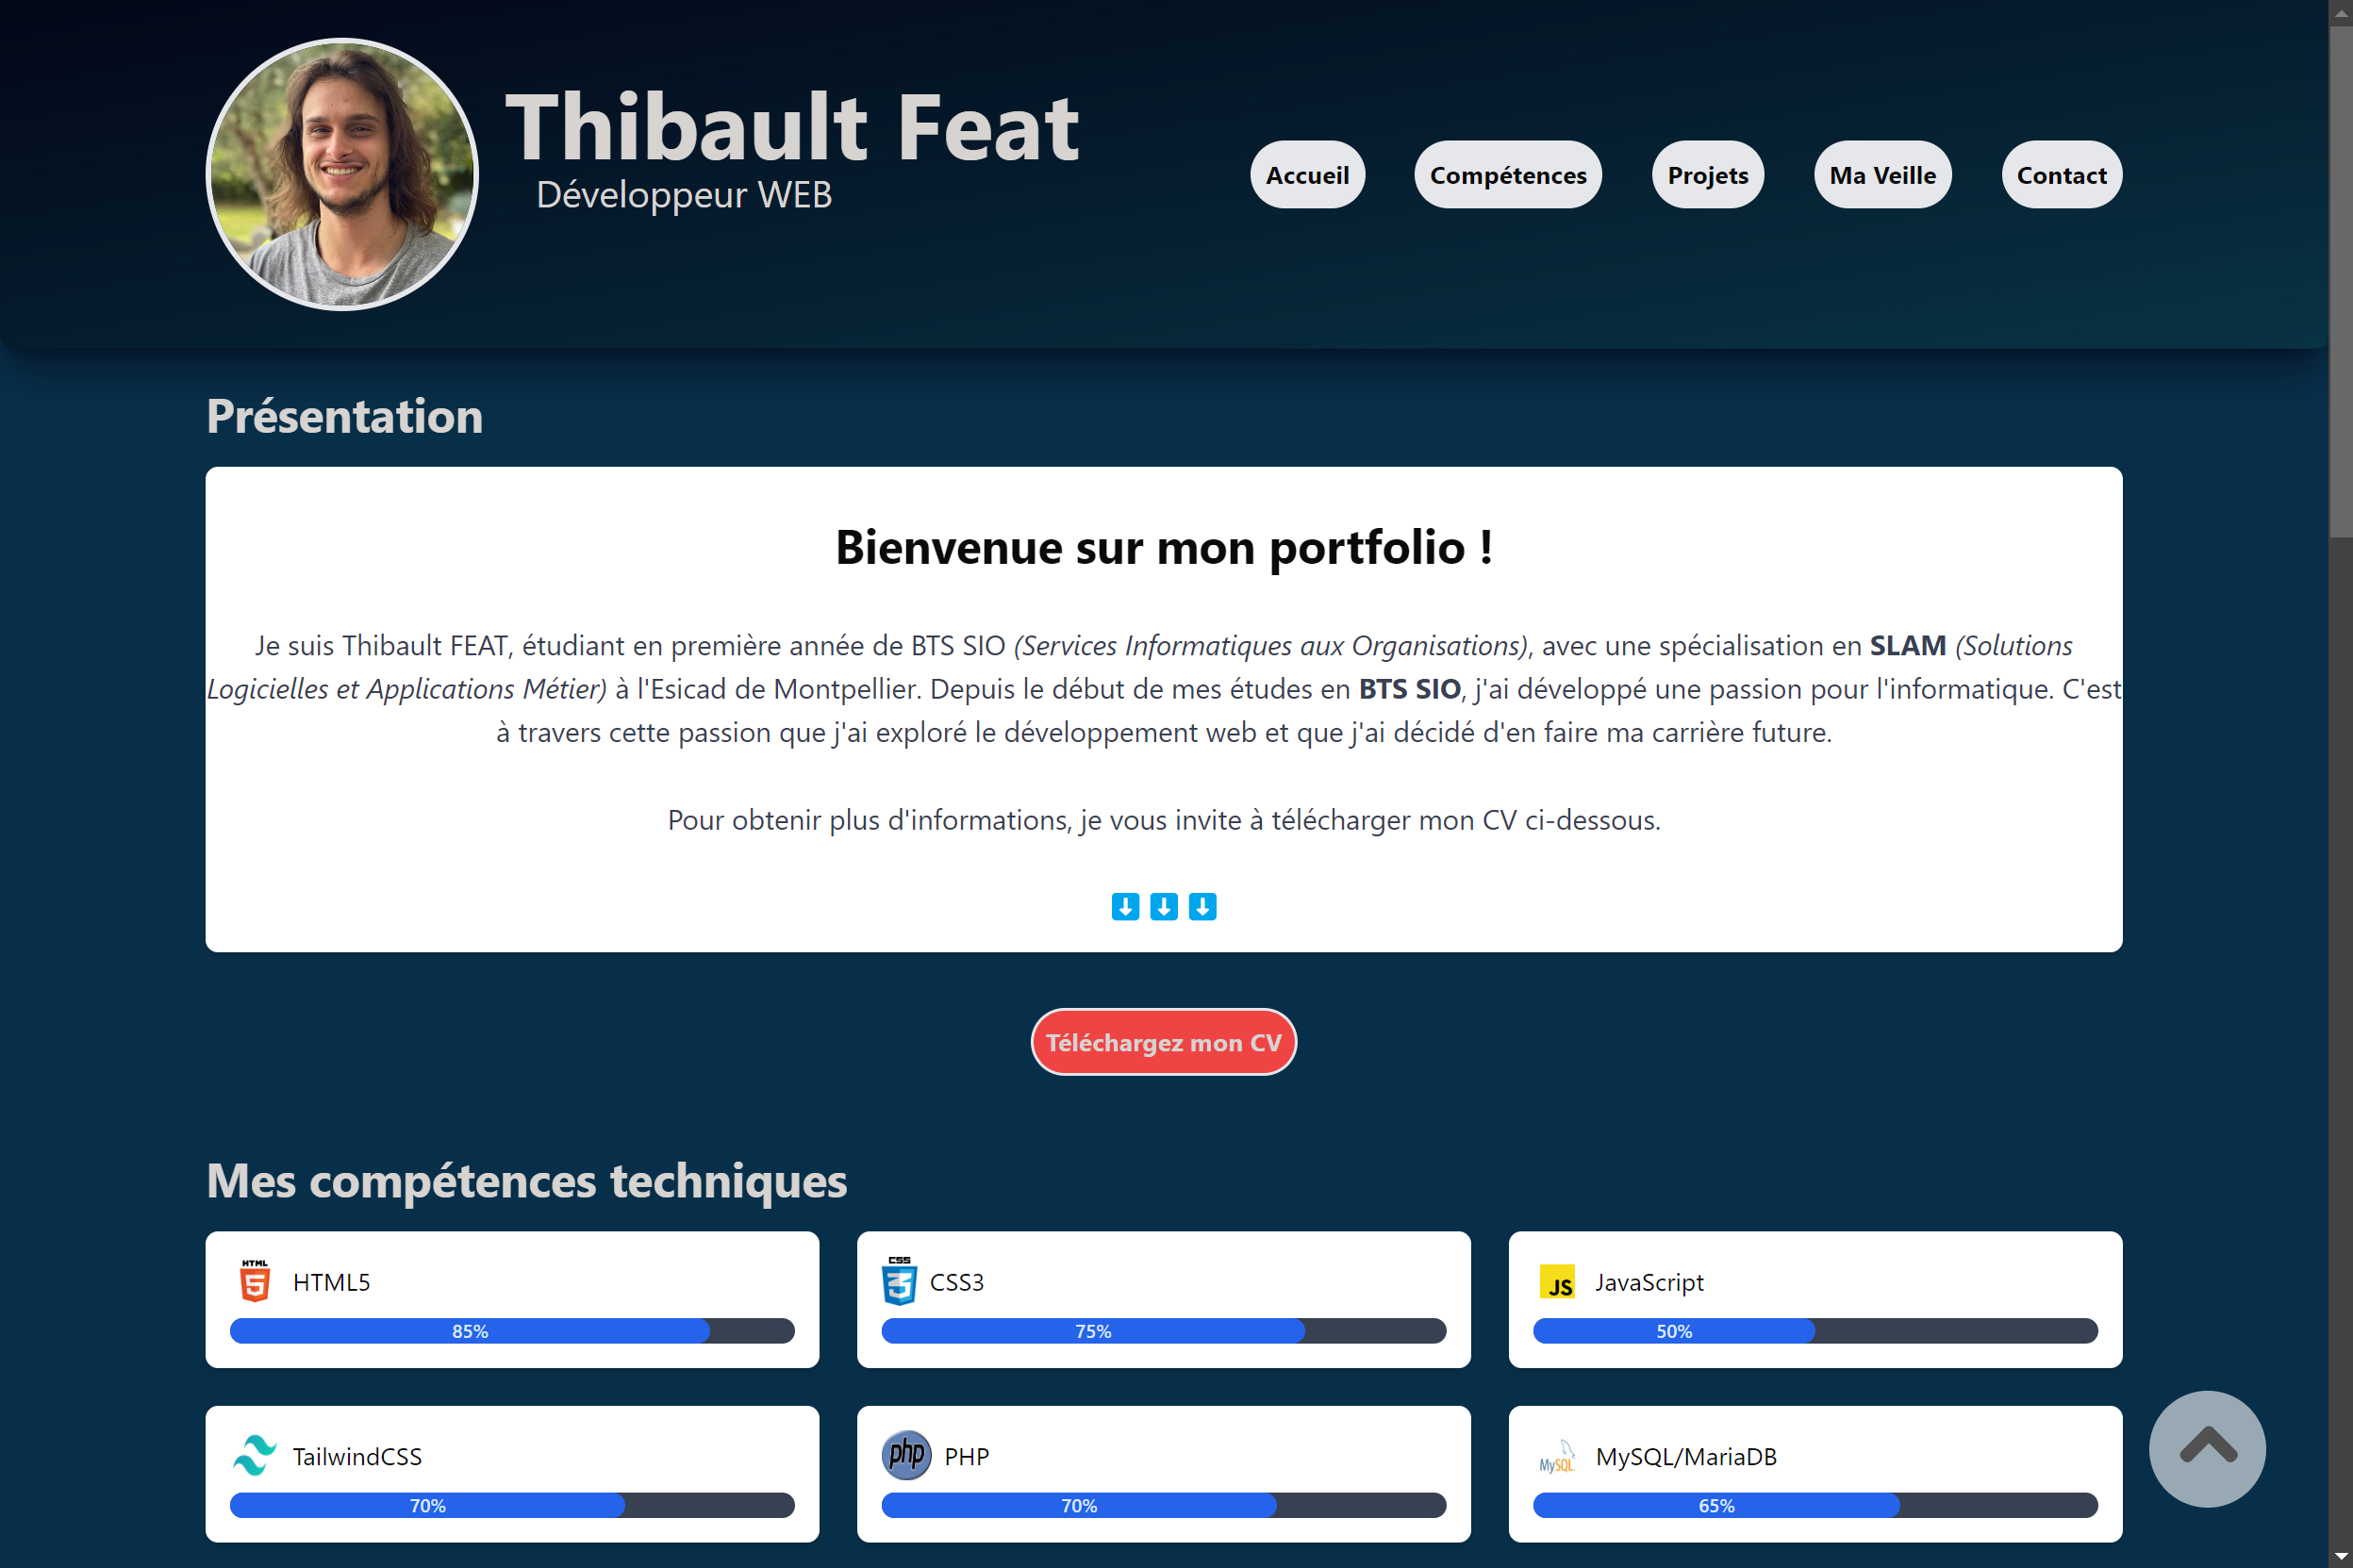 Thibault Feat
Développeur WEB
Accueil
Compétences
Projets
Ma Veille
Contact
Présentation
Bienvenue sur mon portfolio !
Je suis Thibault FEAT, étudiant en première année de BTS SIO (Services Informatiques aux Organisations), avec une spécialisation en SLAM (Solutions
Logicielles et Applications Métier) à l'Esicad de Montpellier. Depuis le début de mes études en BTS SIO, j'ai développé une passion pour l'informatique. C'est
à travers cette passion que j'ai exploré le développement web et que j'ai décidé d'en faire ma carrière future.
Pour obtenir plus d'informations, je vous invite à télécharger mon CV ci-dessous.
Téléchargez mon CV
Mes compétences techniques
HTML
5
HTML5
85%
CSS
3
CSS3
75%
JS
JavaScript
50%
TailwindCSS
70%
php
PHP
70%
MySQL
MySQL/MariaDB
65%